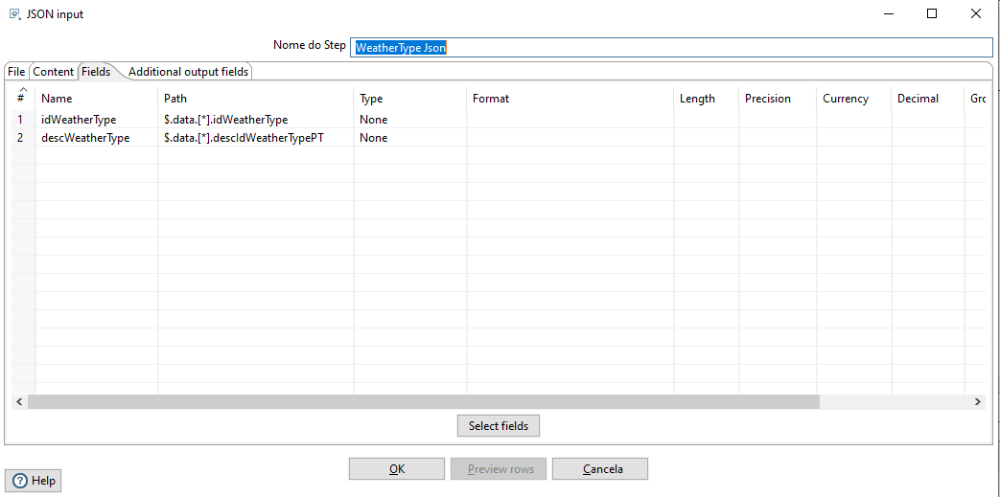 JSON input
Nome do Step WeatherType Json
File Content Fields Additional output fields
# Name Path Type Format Length Precision Currency Decimal Grc
1 idWeatherType $.data.[*].idWeatherType None
2 descWeatherType $.data.[*].descIdWeatherTypePT None
Select fields
OK Preview rows Cancela
Help